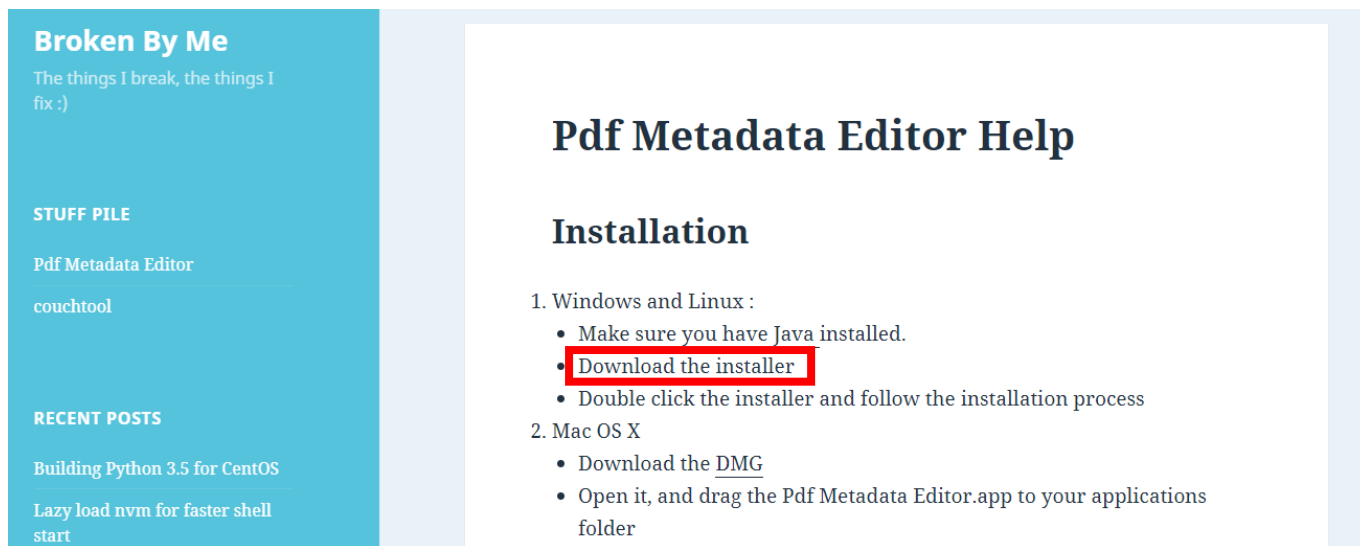 Broken By Me
The things I break, the things I
fix :)
STUFF PILE
Pdf Metadata Editor
couchtool
RECENT POSTS
Building Python 3.5 for CentOS
Lazy load nvm for faster shell
start
Pdf Metadata Editor Help
Installation
1. Windows and Linux :
• Make sure you have Java installed.
• Download the installer
• Double click the installer and follow the installation process
2. Mac OS X
• Download the DMG
• Open it, and drag the Pdf Metadata Editor.app to your applications
folder